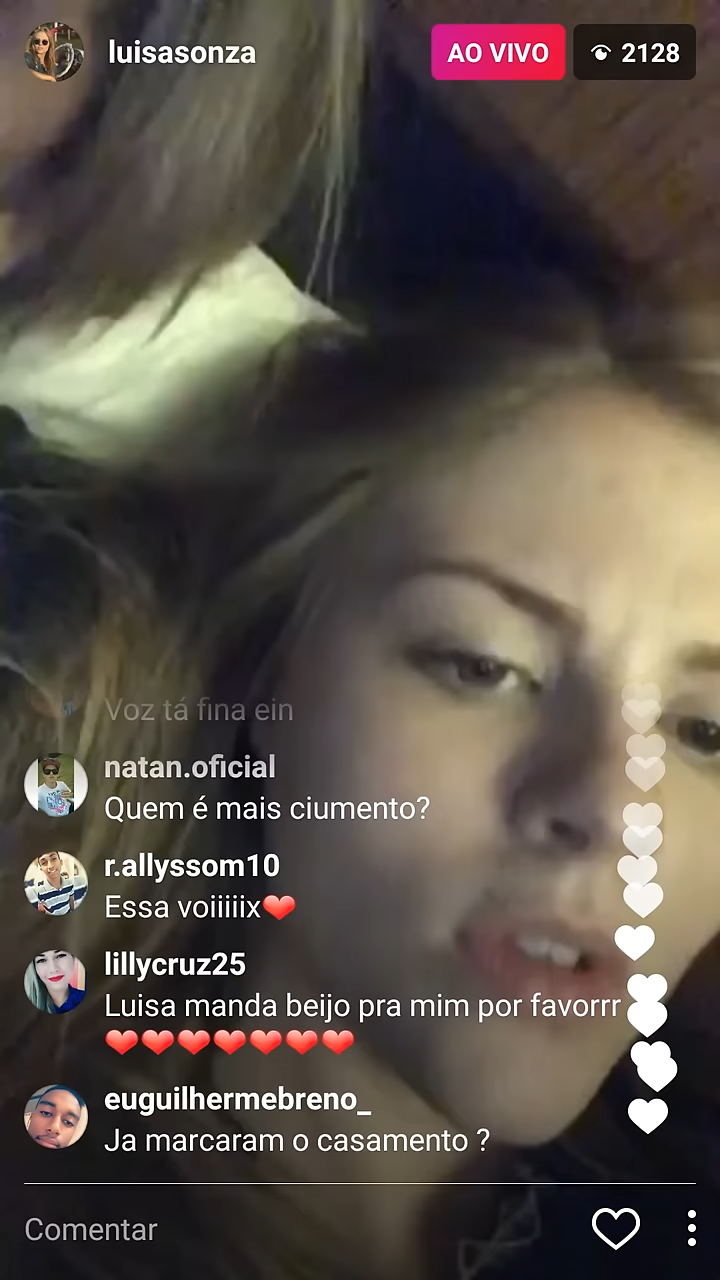 luisasonza
AO VIVO
2128
Voz tá fina ein
natan.oficial
Quem é mais ciumento?
r.allyssom10
Essa voiiiiix❤
lillycruz25
Luisa manda beijo pra mim por favorrr
❤❤❤❤❤❤❤
euguilhermebreno_
Ja marcaram o casamento ?
Comentar